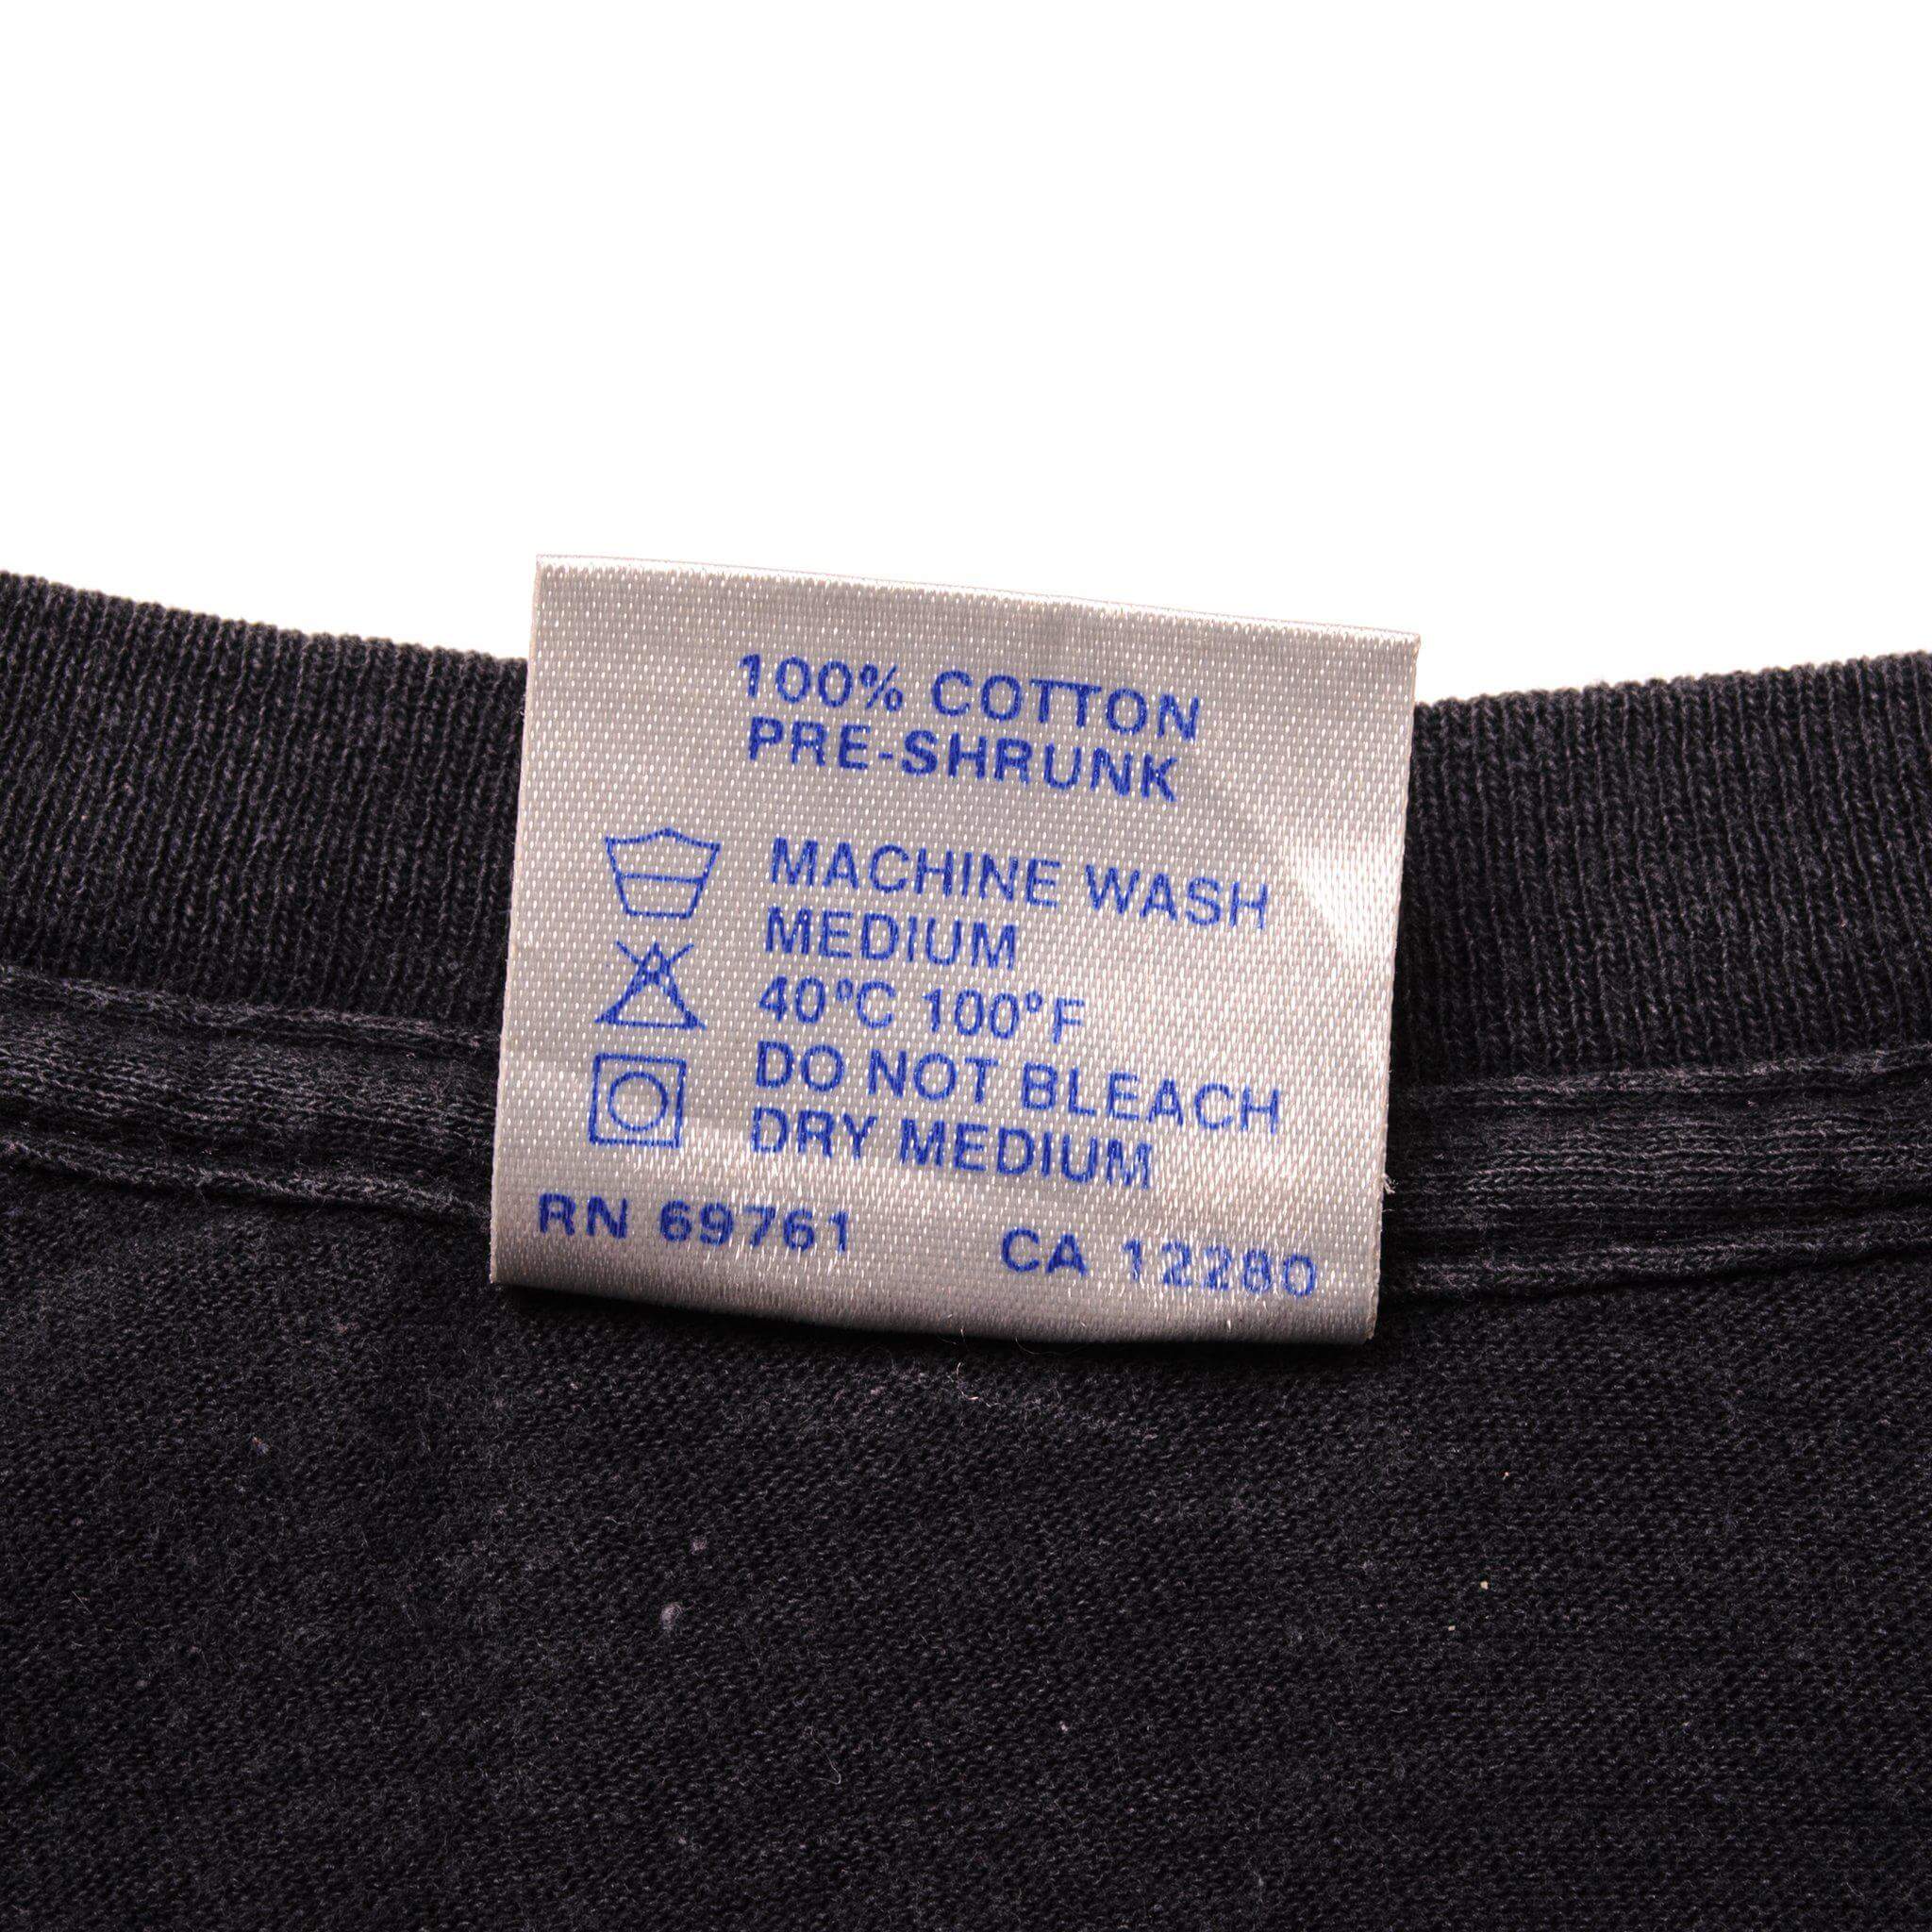 100% COTTON
PRE-SHRUNK
MACHINE WASH
MEDIUM
40°C 100°F
DO NOT BLEACH
DRY MEDIUM
RN 69761 CA 12280